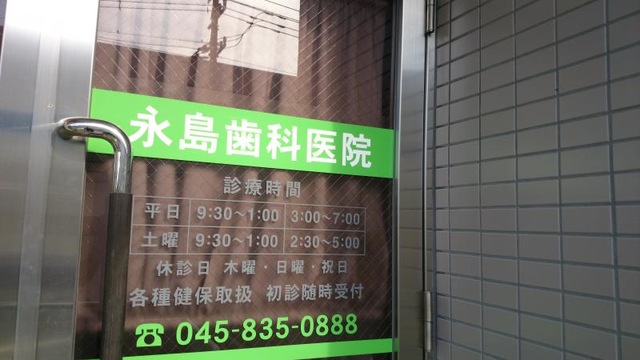 永島歯科医院
診療時間
平日 9:30～1:00 3:00～7:00
土曜 9:30～1:00 2:30～5:00
休診日 木曜・日曜・祝日
各種健保取扱 初診随時受付
☎ 045-835-0888